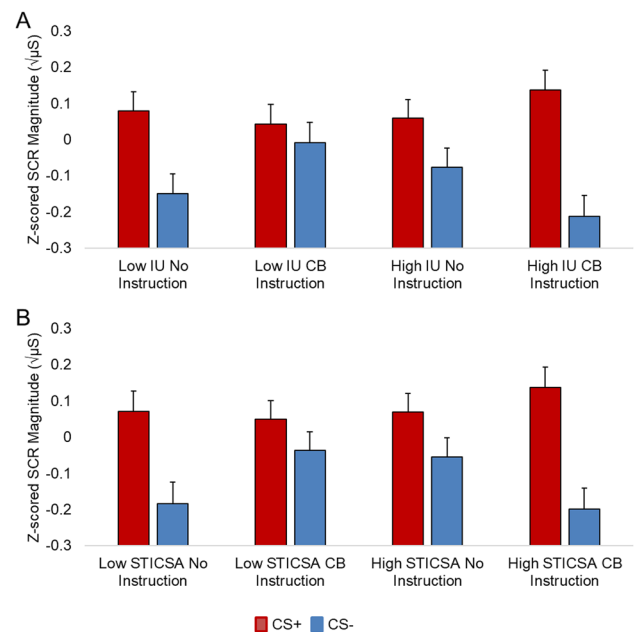 A
Z-scored SCR Magnitude (√µS)
0.3
0.2
0.1
0
-0.1
-0.2
-0.3
Low IU No Instruction
Low IU CB Instruction
High IU No Instruction
High IU CB Instruction
B
Z-scored SCR Magnitude (√µS)
0.3
0.2
0.1
0
-0.1
-0.2
-0.3
Low STICSA No Instruction
Low STICSA CB Instruction
High STICSA No Instruction
High STICSA CB Instruction
CS+ CS-